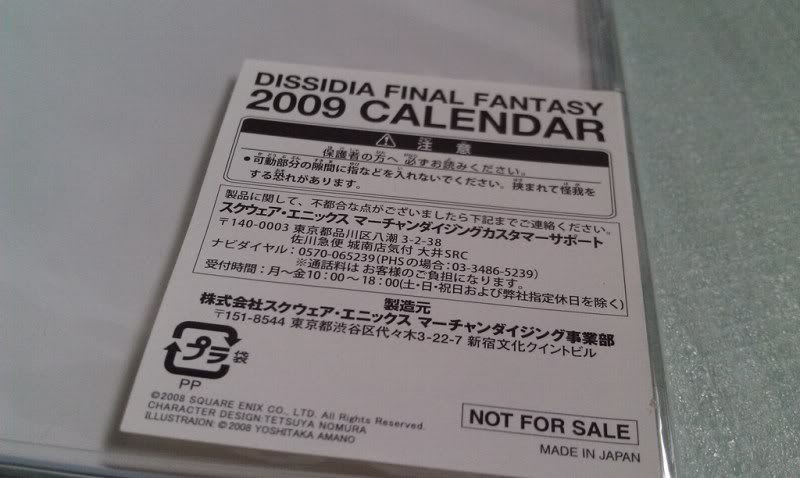 DISSIDIA FINAL FANTASY
2009 CALENDAR
注 意
保護者の方へ 必ずお読みください。
●可動部分の隙間に指などを入れないでください。挟まれて怪我を
する恐れがあります。
製品に関して、不都合な点がございましたら下記までご連絡ください。
スクウェア・エニックス マーチャンダイジングカスタマーサポート
〒140-0003 東京都品川区八潮 3-2-38
佐川急便 城南店気付 大井SRC
ナビダイヤル：0570-065239(PHSの場合：03-3486-5239)
※通話料は お客様のご負担になります。
受付時間：月～金10：00～18：00(土・日・祝日および弊社指定休日を除く)
製造元
株式会社スクウェア・エニックス マーチャンダイジング事業部
〒151-8544 東京都渋谷区代々木3-22-7 新宿文化クイントビル
プラ
袋
PP
©2008 SQUARE ENIX CO., LTD. All Rights Reserved.
CHARACTER DESIGN:TETSUYA NOMURA
ILLUSTRAION: ©2008 YOSHITAKA AMANO
NOT FOR SALE
MADE IN JAPAN